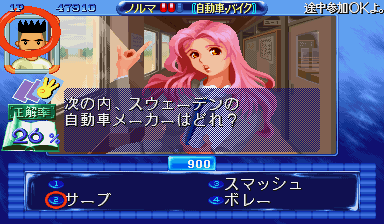 1P 47910 ノルマ [自動車・バイク] 途中参加OKよ。
正解率
26%
次の内、スウェーデンの
自動車メーカーはどれ?
900
1
3 スマッシュ
2 サーブ
4 ボレー